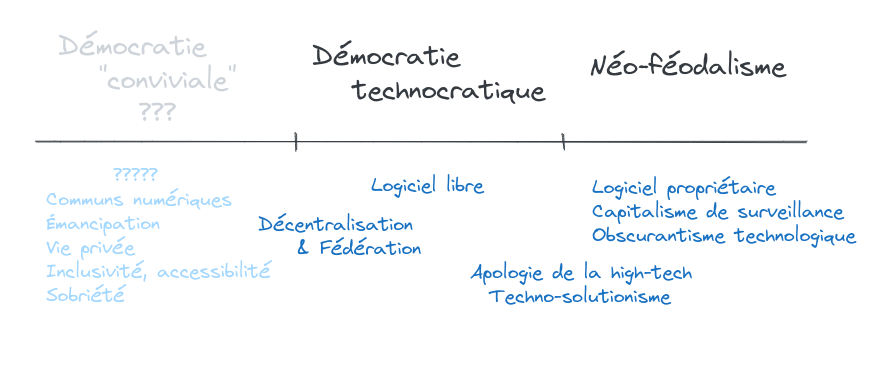 Démocratie
"conviviale"
???
Démocratie
technocratique
Néo-féodalisme
?????
Communs numériques
Émancipation
Vie privée
Inclusivité, accessibilité
Sobriété
Décentralisation
& Fédération
Logiciel libre
Apologie de la high-tech
Techno-solutionisme
Logiciel propriétaire
Capitalisme de surveillance
Obscurantisme technologique